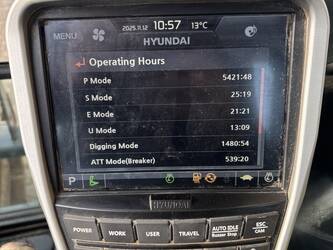 MENU
2025.11.12 10:57 13°C
HYUNDAI
Operating Hours
P Mode 5421:48
S Mode 25:19
E Mode 21:21
U Mode 13:09
Digging Mode 1480:54
ATT Mode(Breaker) 539:20
P
HYUNDAI
POWER WORK USER TRAVEL AUTO IDLE ESC
Buzzer Stop CAM